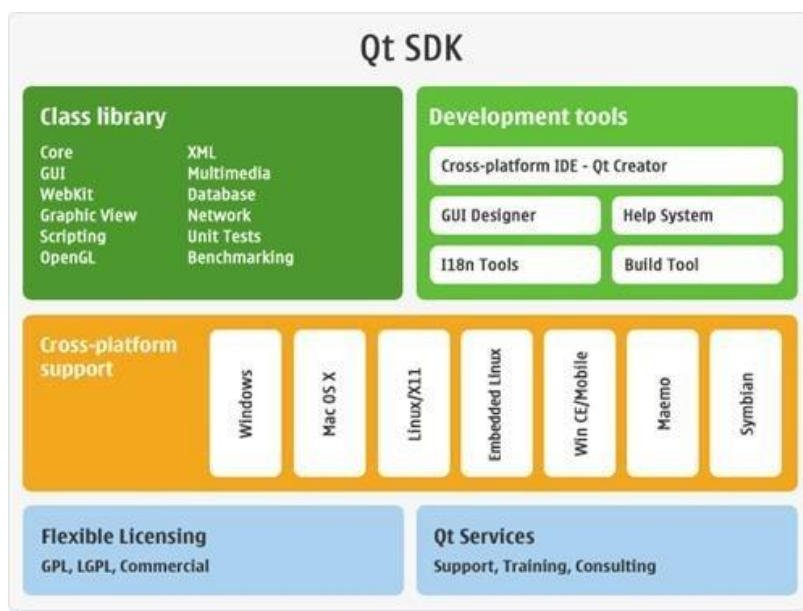 Qt SDK
Class library
Core
GUI
WebKit
Graphic View
Scripting
OpenGL
XML
Multimedia
Database
Network
Unit Tests
Benchmarking
Development tools
Cross-platform IDE - Qt Creator
GUI Designer
Help System
I18n Tools
Build Tool
Cross-platform
support
Windows
Mac OS X
Linux/X11
Embedded Linux
Win CE/Mobile
Maemo
Symbian
Flexible Licensing
GPL, LGPL, Commercial
Qt Services
Support, Training, Consulting